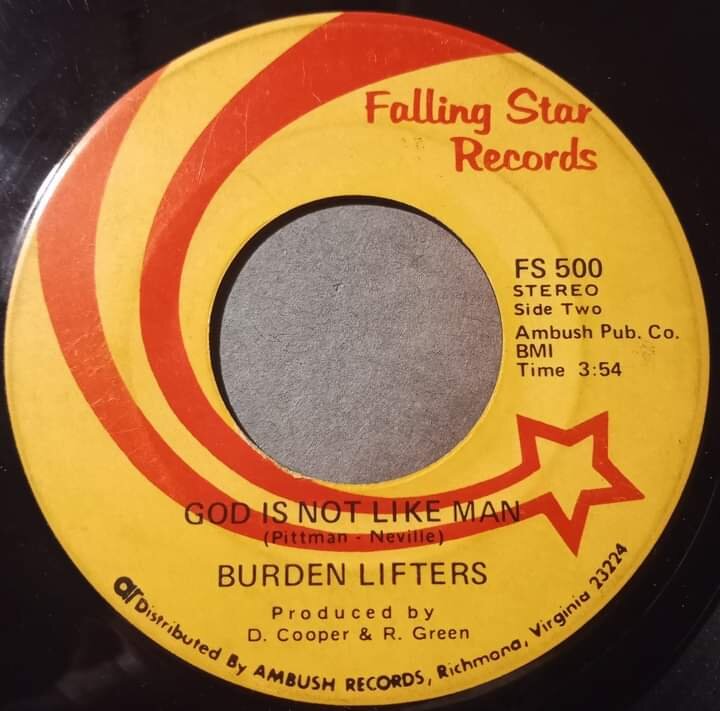 Falling Star
Records
FS 500
STEREO
Side Two
Ambush Pub. Co.
BMI
Time 3:54
GOD IS NOT LIKE MAN
(Pittman - Neville)
BURDEN LIFTERS
Produced by
D. Cooper & R. Green
ar Distributed By AMBUSH RECORDS, Richmond, Virginia 23224